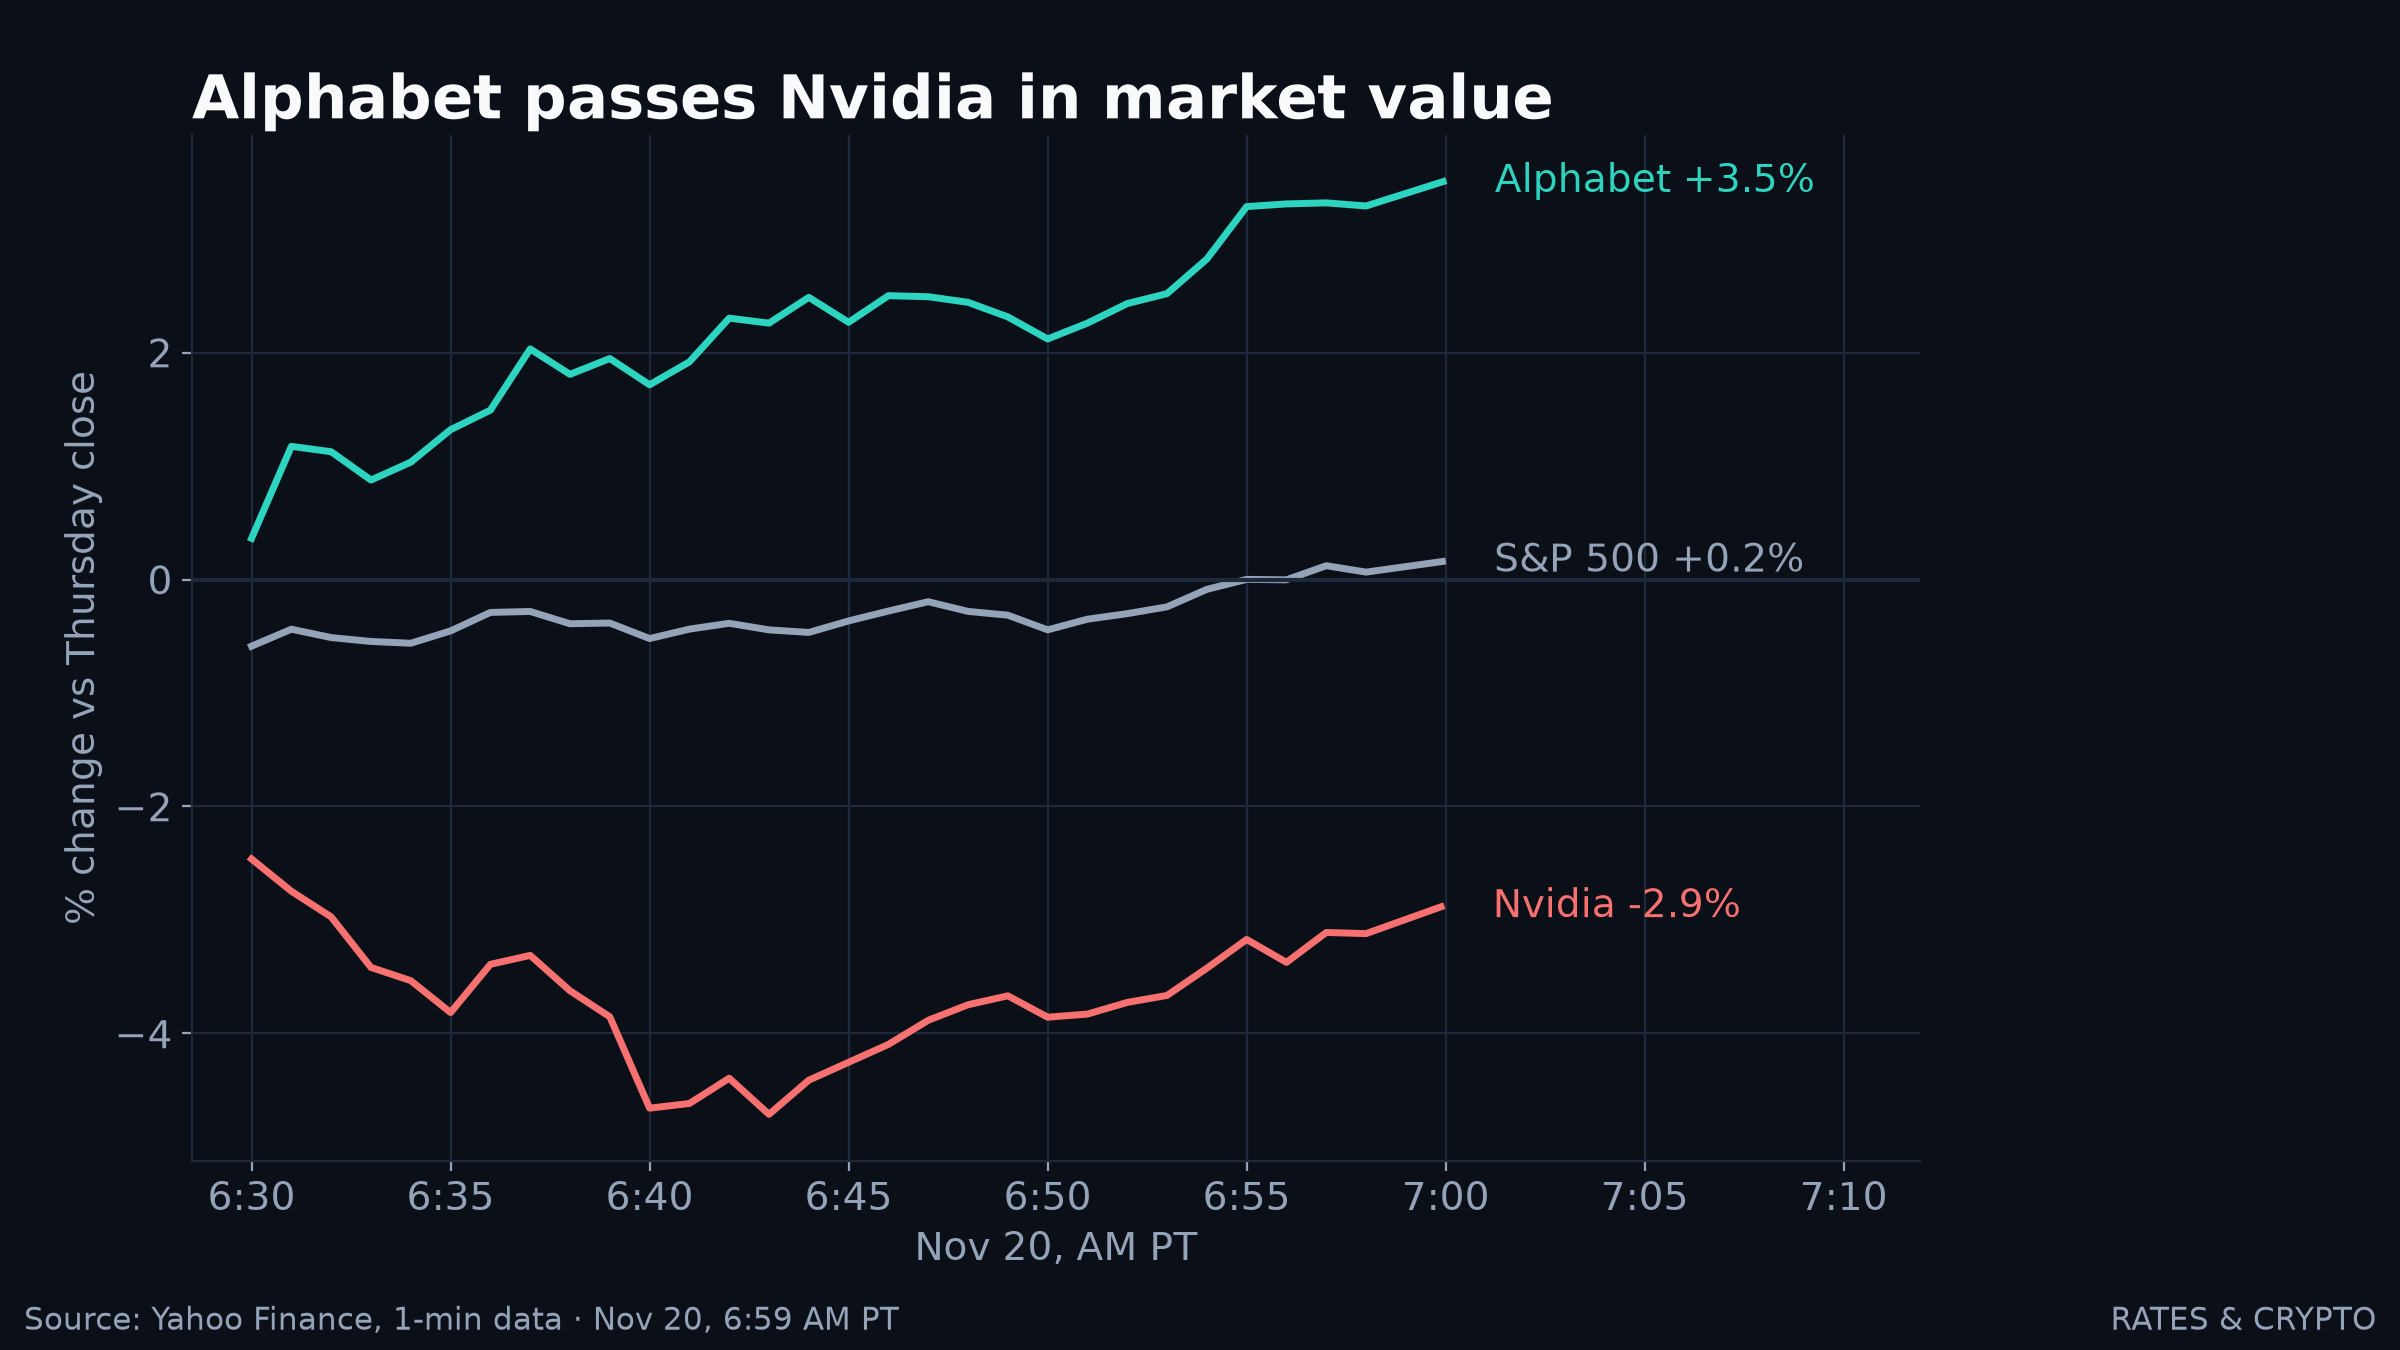 Alphabet passes Nvidia in market value
Alphabet +3.5%
S&P 500 +0.2%
Nvidia -2.9%
% change vs Thursday close
2
0
−2
−4
6:30 6:35 6:40 6:45 6:50 6:55 7:00 7:05 7:10
Nov 20, AM PT
Source: Yahoo Finance, 1-min data · Nov 20, 6:59 AM PT
RATES & CRYPTO